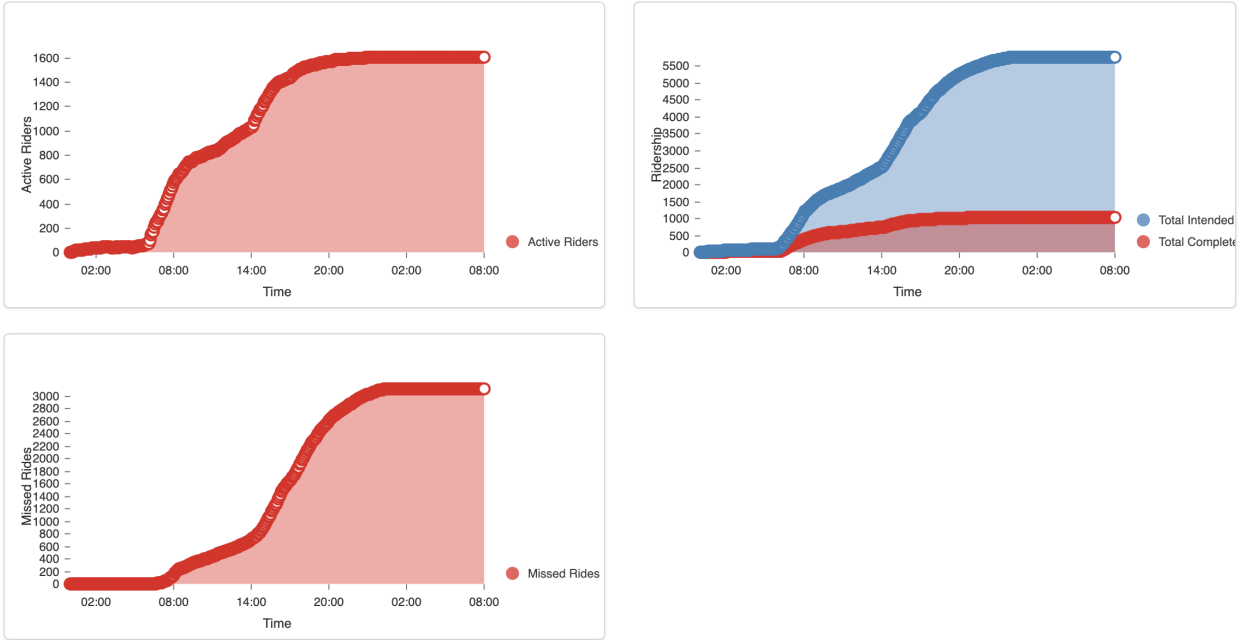 1600
1400
1200
1000
800
600
400
200
0
Active Riders
02:00 08:00 14:00 20:00 02:00 08:00
Time
Active Riders
5500
5000
4500
4000
3500
3000
2500
2000
1500
1000
500
0
Ridership
02:00 08:00 14:00 20:00 02:00 08:00
Time
Total Intended
Total Complete
3000
2800
2600
2400
2200
2000
1800
1600
1400
1200
1000
800
600
400
200
0
Missed Rides
02:00 08:00 14:00 20:00 02:00 08:00
Time
Missed Rides